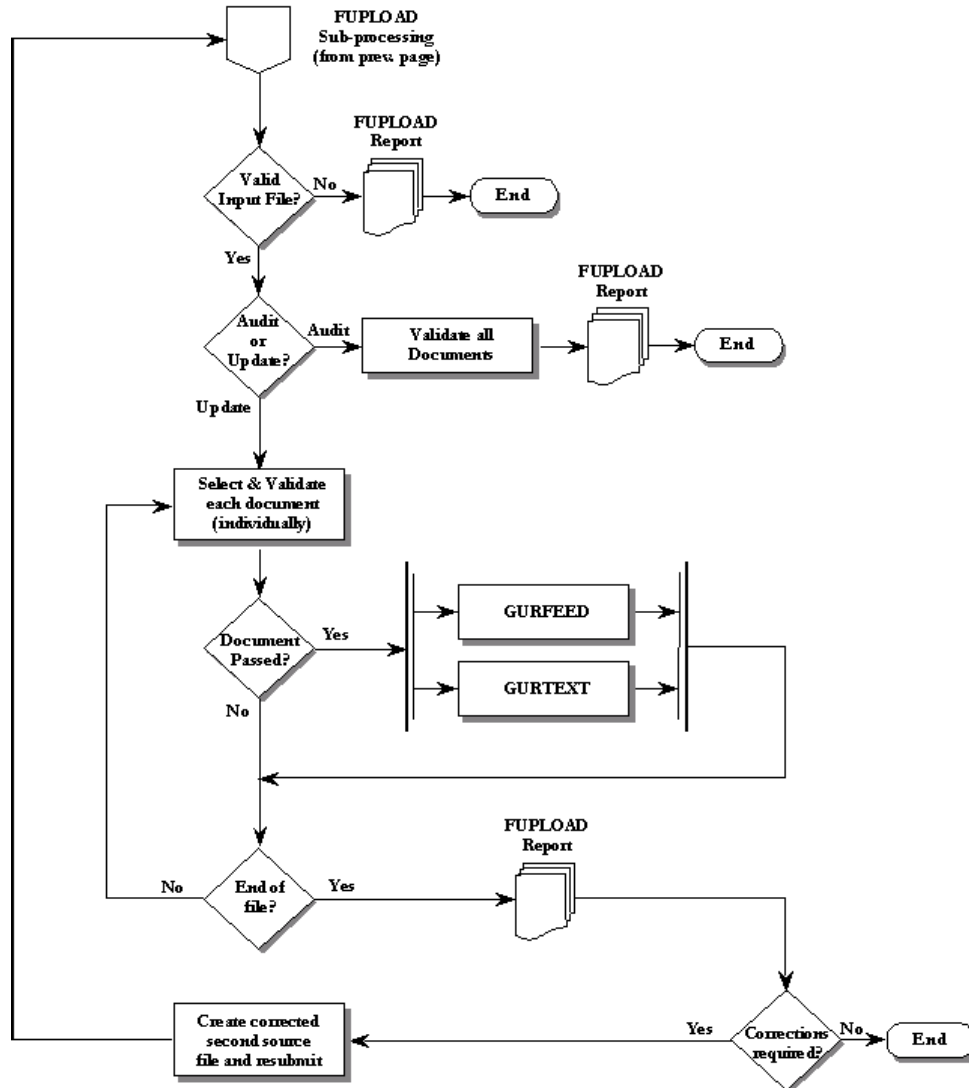 FUPLOAD
Sub-processing
(from prev. page)
FUPLOAD
Report
Valid
Input File?
No
End
Yes
FUPLOAD
Report
Audit
or
Update?
Audit
Validate all
Documents
End
Update
Select & Validate
each document
(individually)
GURFEED
Document
Passed?
Yes
GURTEXT
No
FUPLOAD
Report
End of
file?
No
Yes
Create corrected
second source
file and resubmit
Yes
Corrections
required?
No
End